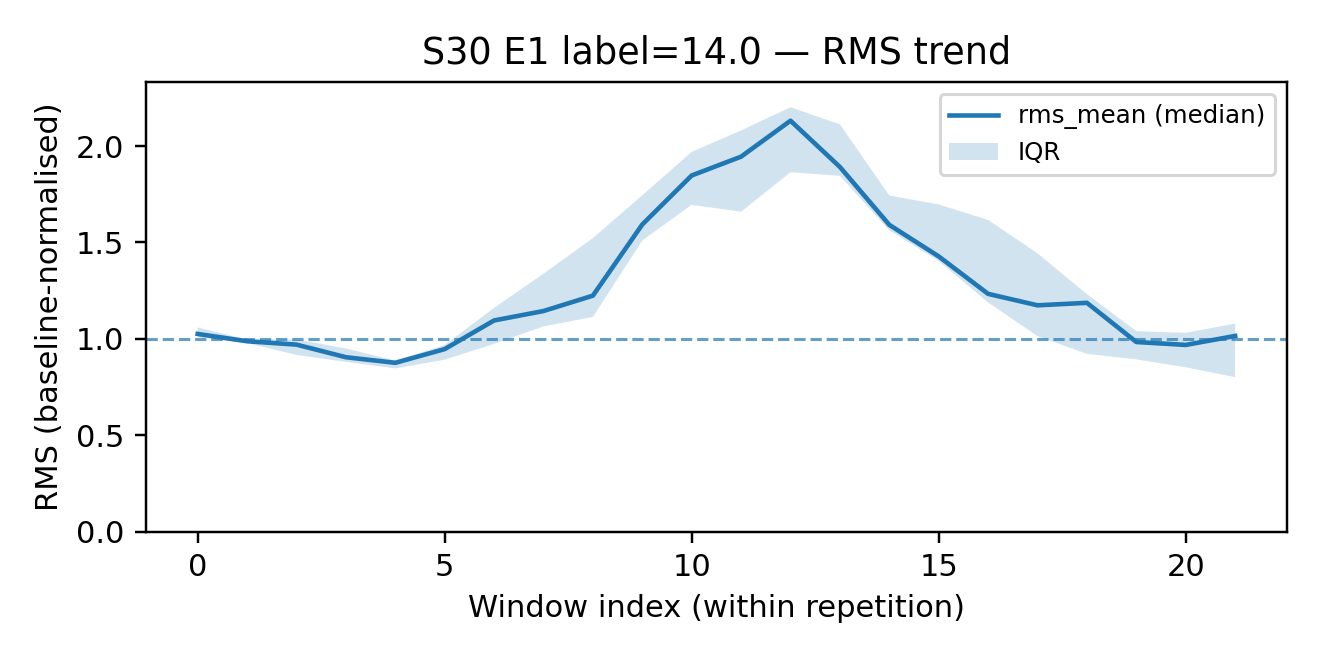 S30 E1 label=14.0 — RMS trend
rms_mean (median)
IQR
RMS (baseline-normalised)
2.0
1.5
1.0
0.5
0.0
0 5 10 15 20
Window index (within repetition)